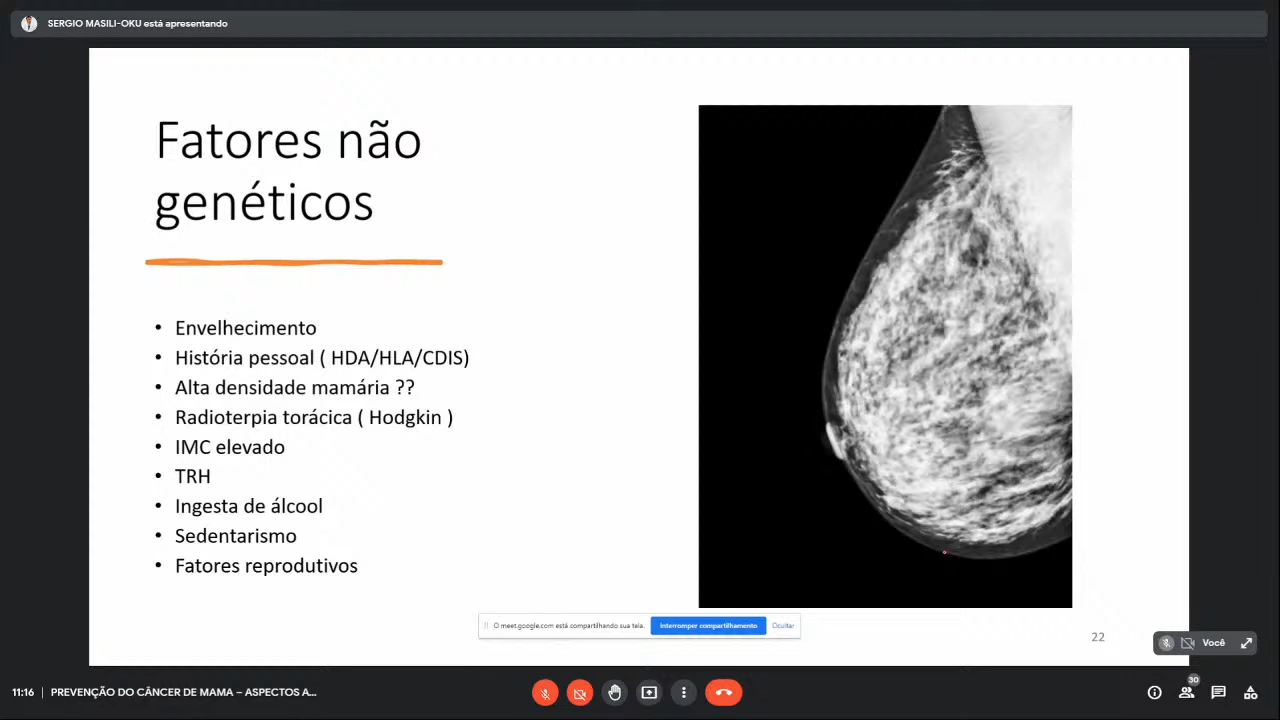 SERGIO MASILI-OKU está apresentando
Fatores não
genéticos
• Envelhecimento
• História pessoal ( HDA/HLA/CDIS)
• Alta densidade mamária ??
• Radioterpia torácica ( Hodgkin )
• IMC elevado
• TRH
• Ingesta de álcool
• Sedentarismo
• Fatores reprodutivos
O meet.google.com está compartilhando sua tela. Interromper compartilhamento Ocultar
22
Você
11:16 | PREVENÇÃO DO CÂNCER DE MAMA – ASPECTOS A...
30